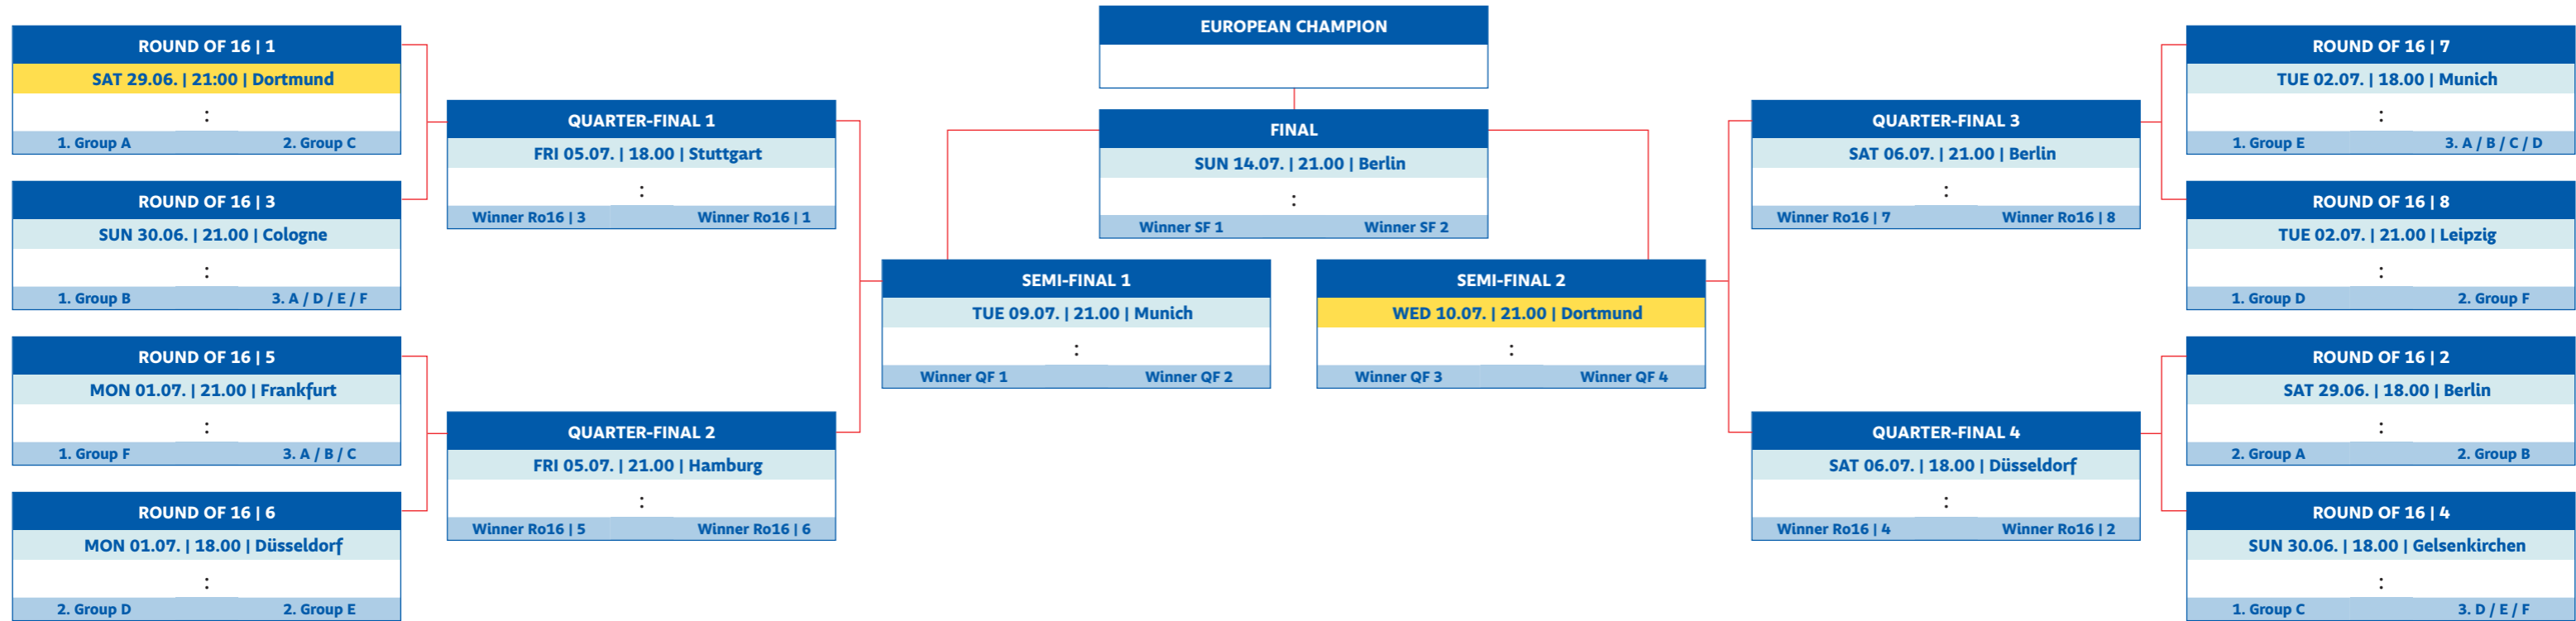 EUROPEAN CHAMPION
ROUND OF 16 | 1
SAT 29.06. | 21:00 | Dortmund
:
1. Group A 2. Group C
ROUND OF 16 | 3
SUN 30.06. | 21.00 | Cologne
:
1. Group B 3. A / D / E / F
ROUND OF 16 | 5
MON 01.07. | 21.00 | Frankfurt
:
1. Group F 3. A / B / C
ROUND OF 16 | 6
MON 01.07. | 18.00 | Düsseldorf
:
2. Group D 2. Group E
QUARTER-FINAL 1
FRI 05.07. | 18.00 | Stuttgart
:
Winner Ro16 | 3 Winner Ro16 | 1
QUARTER-FINAL 2
FRI 05.07. | 21.00 | Hamburg
:
Winner Ro16 | 5 Winner Ro16 | 6
SEMI-FINAL 1
TUE 09.07. | 21.00 | Munich
:
Winner QF 1 Winner QF 2
FINAL
SUN 14.07. | 21.00 | Berlin
:
Winner SF 1 Winner SF 2
SEMI-FINAL 2
WED 10.07. | 21.00 | Dortmund
:
Winner QF 3 Winner QF 4
QUARTER-FINAL 3
SAT 06.07. | 21.00 | Berlin
:
Winner Ro16 | 7 Winner Ro16 | 8
QUARTER-FINAL 4
SAT 06.07. | 18.00 | Düsseldorf
:
Winner Ro16 | 4 Winner Ro16 | 2
ROUND OF 16 | 7
TUE 02.07. | 18.00 | Munich
:
1. Group E 3. A / B / C / D
ROUND OF 16 | 8
TUE 02.07. | 21.00 | Leipzig
:
1. Group D 2. Group F
ROUND OF 16 | 2
SAT 29.06. | 18.00 | Berlin
:
2. Group A 2. Group B
ROUND OF 16 | 4
SUN 30.06. | 18.00 | Gelsenkirchen
:
1. Group C 3. D / E / F